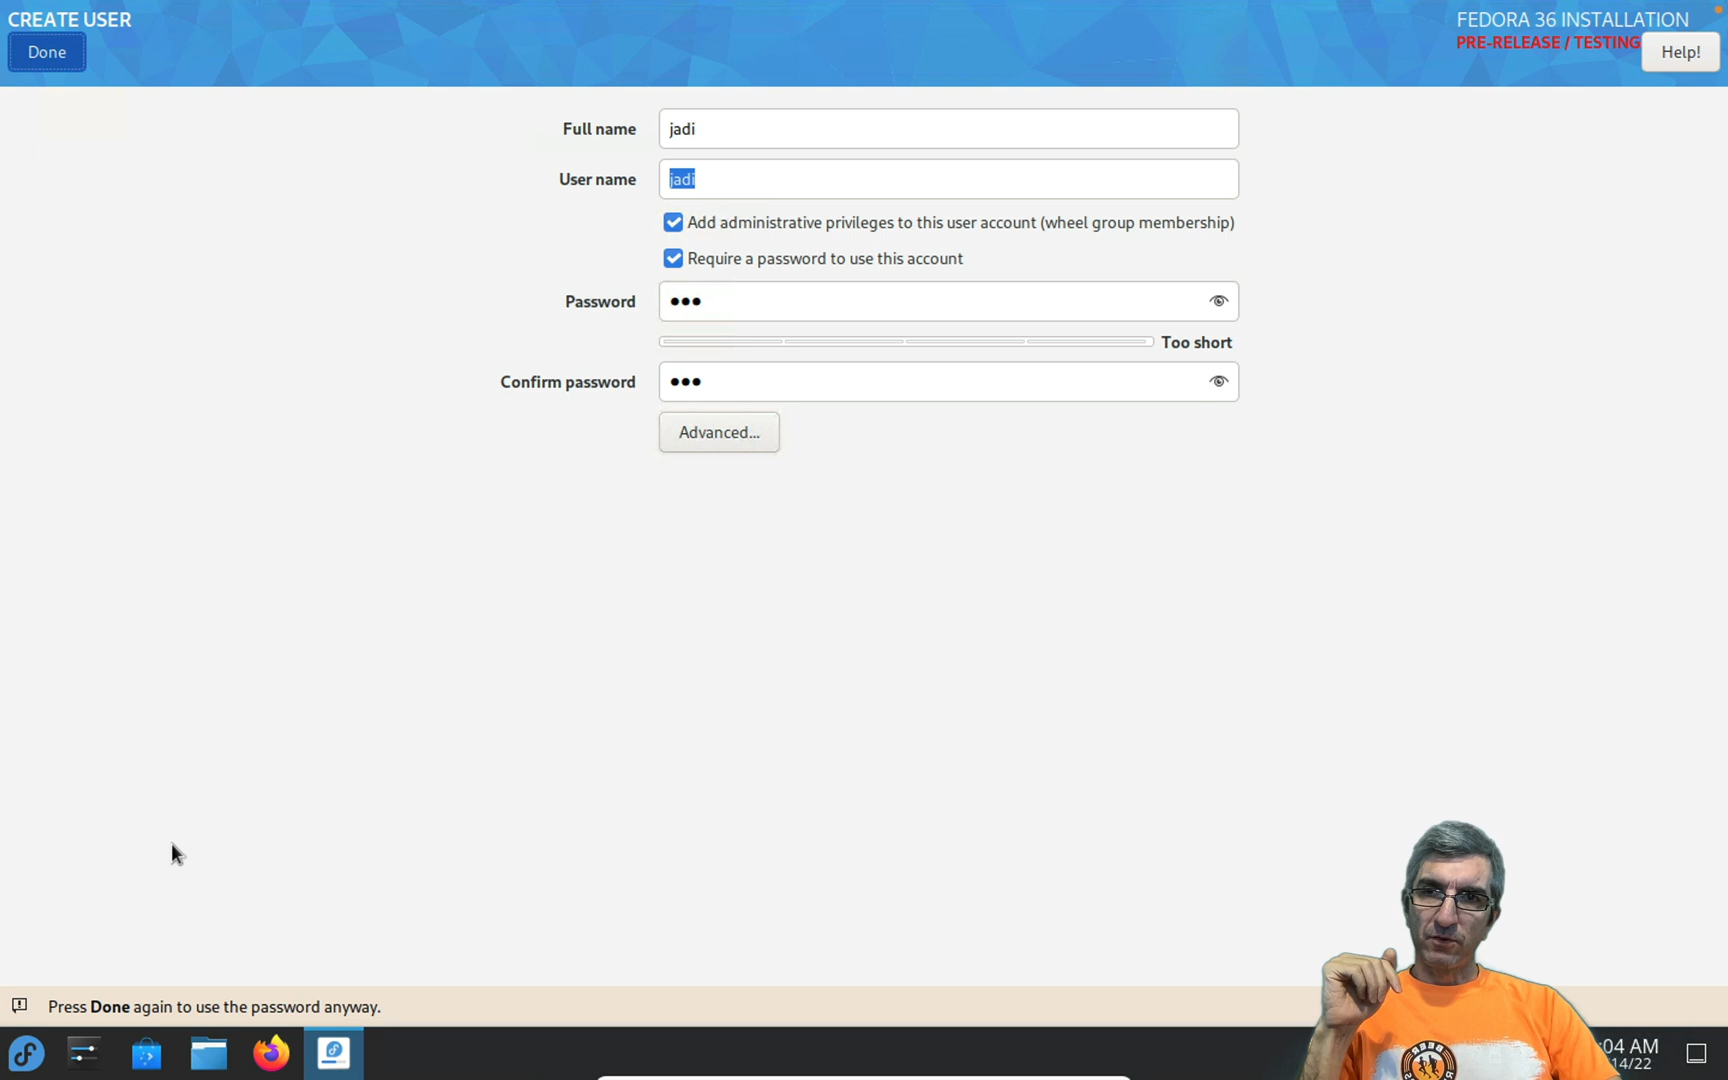 CREATE USER
Done
FEDORA 36 INSTALLATION
PRE-RELEASE / TESTING
Help!
Full name
jadi
User name
jadi
Add administrative privileges to this user account (wheel group membership)
Require a password to use this account
Password
●●●
Too short
Confirm password
●●●
Advanced...
Press Done again to use the password anyway.
:04 AM
14/22